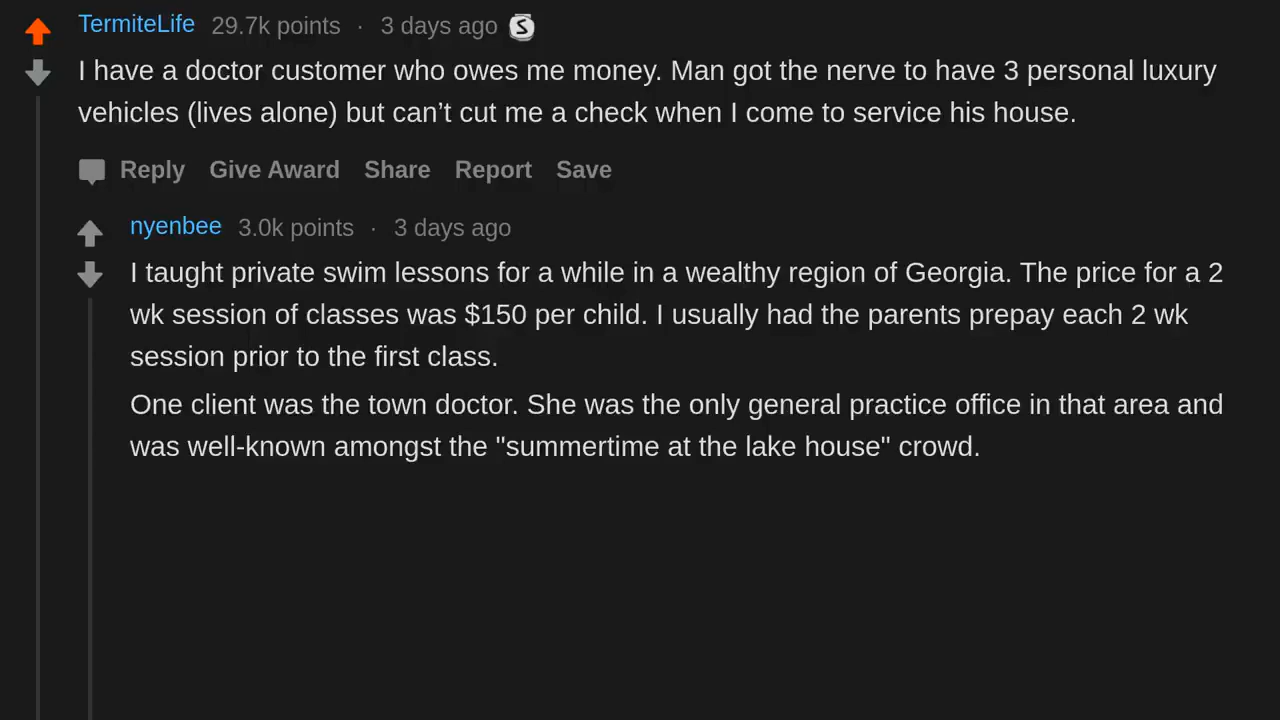 TermiteLife 29.7k points · 3 days ago S
I have a doctor customer who owes me money. Man got the nerve to have 3 personal luxury
vehicles (lives alone) but can’t cut me a check when I come to service his house.
Reply Give Award Share Report Save
nyenbee 3.0k points · 3 days ago
I taught private swim lessons for a while in a wealthy region of Georgia. The price for a 2
wk session of classes was $150 per child. I usually had the parents prepay each 2 wk
session prior to the first class.
One client was the town doctor. She was the only general practice office in that area and
was well-known amongst the "summertime at the lake house" crowd.